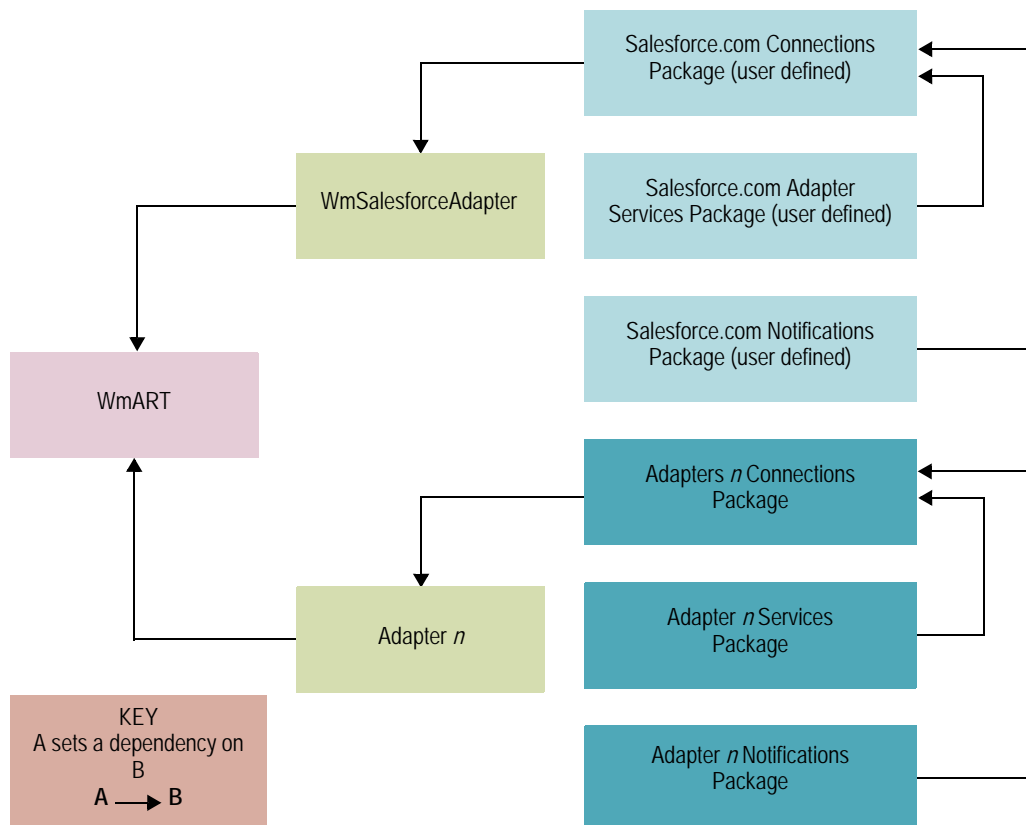 Salesforce.com Connections
Package (user defined)
WmSalesforceAdapter
Salesforce.com Adapter
Services Package (user defined)
Salesforce.com Notifications
Package (user defined)
WmART
Adapters n Connections
Package
Adapter n
Adapter n Services
Package
KEY
A sets a dependency on
B
A B
Adapter n Notifications
Package